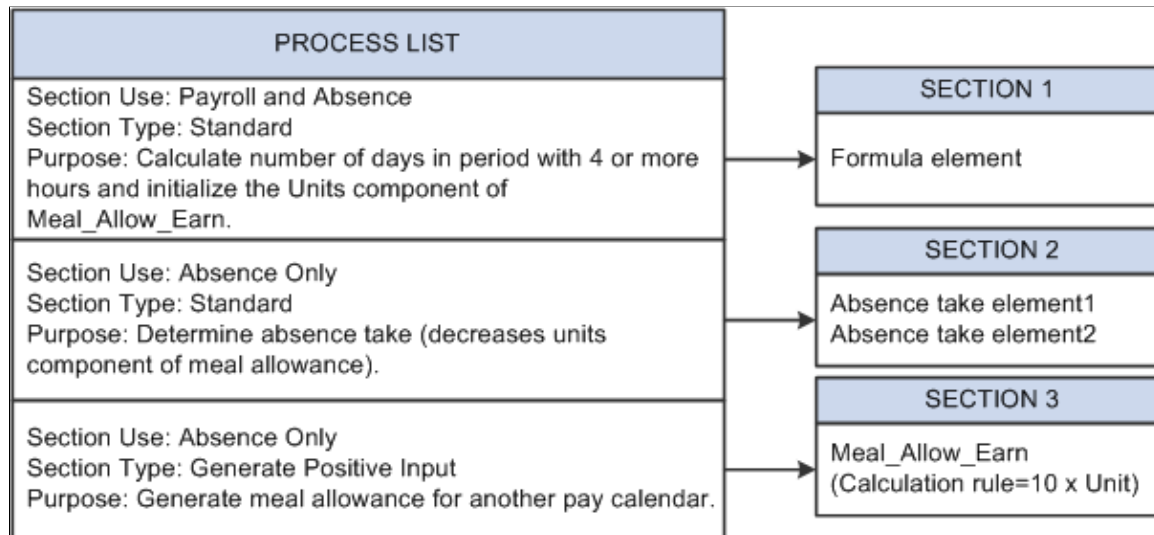 PROCESS LIST
Section Use: Payroll and Absence
Section Type: Standard
Purpose: Calculate number of days in period with 4 or more
hours and initialize the Units component of
Meal_Allow_Earn.
SECTION 1
Formula element
Section Use: Absence Only
Section Type: Standard
Purpose: Determine absence take (decreases units
component of meal allowance).
SECTION 2
Absence take element1
Absence take element2
Section Use: Absence Only
Section Type: Generate Positive Input
Purpose: Generate meal allowance for another pay calendar.
SECTION 3
Meal_Allow_Earn
(Calculation rule=10 x Unit)